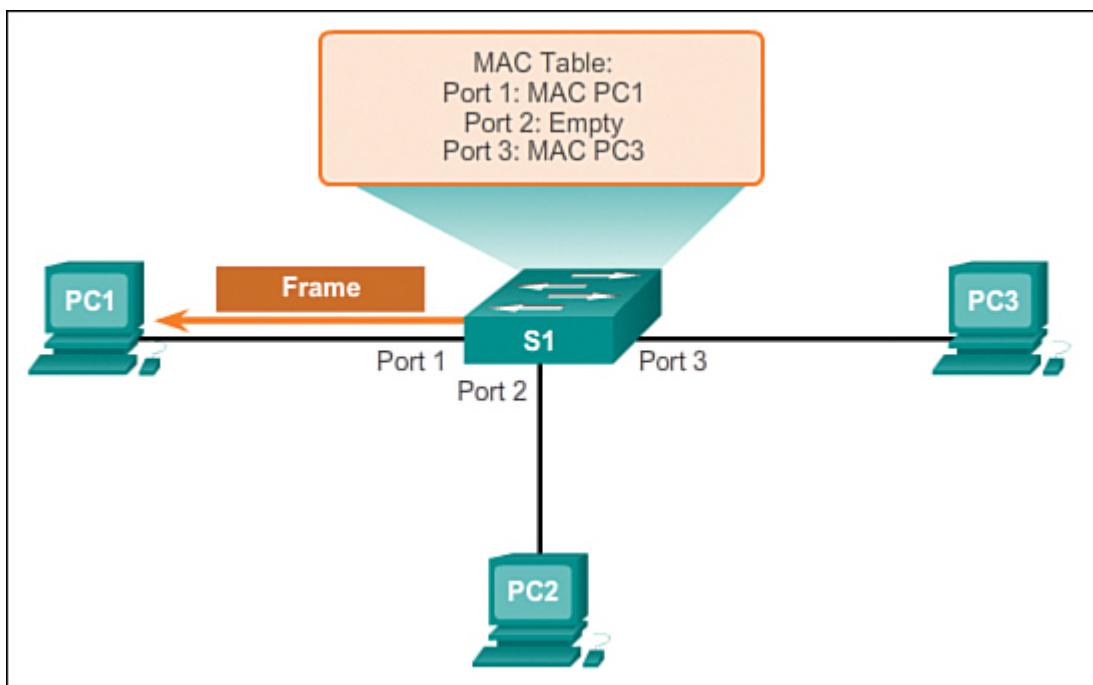 MAC Table:
Port 1: MAC PC1
Port 2: Empty
Port 3: MAC PC3
Frame
PC1
PC3
S1
Port 1
Port 3
Port 2
PC2